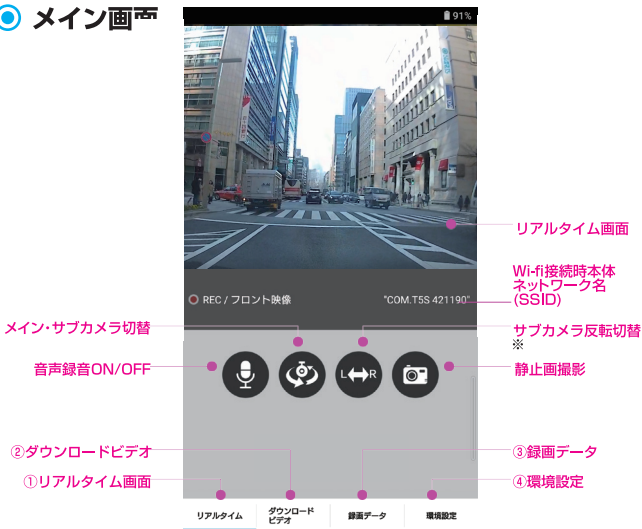 メイン画面
91%
リアルタイム画面
Wi-fi接続時本体
ネットワーク名
(SSID)
REC / フロント映像
"COM.T5S 421190"
メイン・サブカメラ切替
サブカメラ反転切替
※
音声録音ON/OFF
L R
静止画撮影
②ダウンロードビデオ
③録画データ
①リアルタイム画面
④環境設定
リアルタイム
ダウンロード
ビデオ
録画データ
環境設定